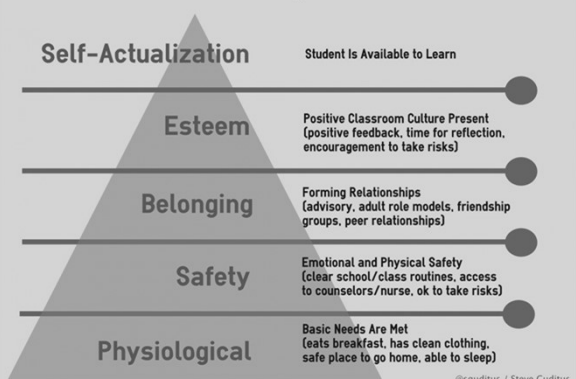 Self-Actualization
Student Is Available to Learn
Esteem
Positive Classroom Culture Present
(positive feedback, time for reflection,
encouragement to take risks)
Belonging
Forming Relationships
(advisory, adult role models, friendship
groups, peer relationships)
Safety
Emotional and Physical Safety
(clear school/class routines, access
to counselors/nurse, ok to take risks)
Physiological
Basic Needs Are Met
(eats breakfast, has clean clothing,
safe place to go home, able to sleep)
@sguditus / Steve Guditus